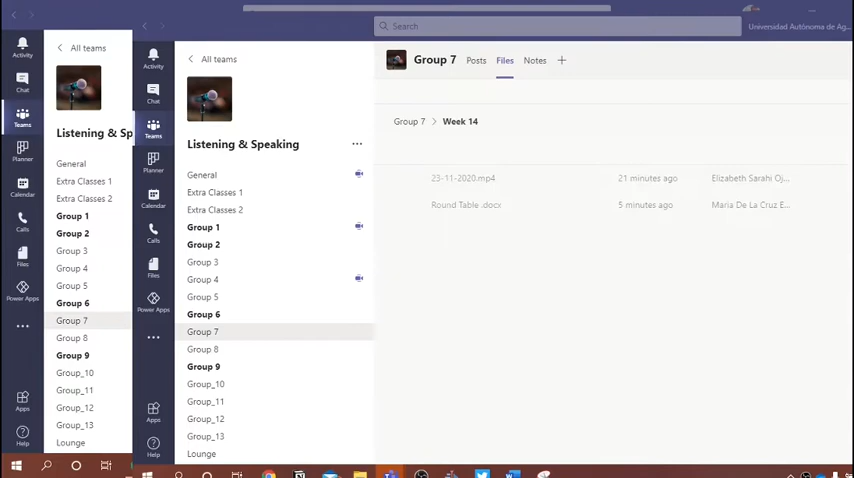 Search
Universidad Autónoma de Ag...
Activity
Chat
Teams
Planner
Calendar
Calls
Files
Power Apps
Apps
Help
All teams
Listening & Sp
General
Extra Classes 1
Extra Classes 2
Group 1
Group 2
Group 3
Group 4
Group 5
Group 6
Group 7
Group 8
Group 9
Group_10
Group_11
Group_12
Group_13
Lounge
Activity
Chat
Teams
Planner
Calendar
Calls
Files
Power Apps
Apps
Help
All teams
Listening & Speaking
General
Extra Classes 1
Extra Classes 2
Group 1
Group 2
Group 3
Group 4
Group 5
Group 6
Group 7
Group 8
Group 9
Group_10
Group_11
Group_12
Group_13
Lounge
Group 7 Posts Files Notes
Group 7 > Week 14
23-11-2020.mp4 21 minutes ago Elizabeth Sarahi Oj...
Round Table .docx 5 minutes ago Maria De La Cruz E...